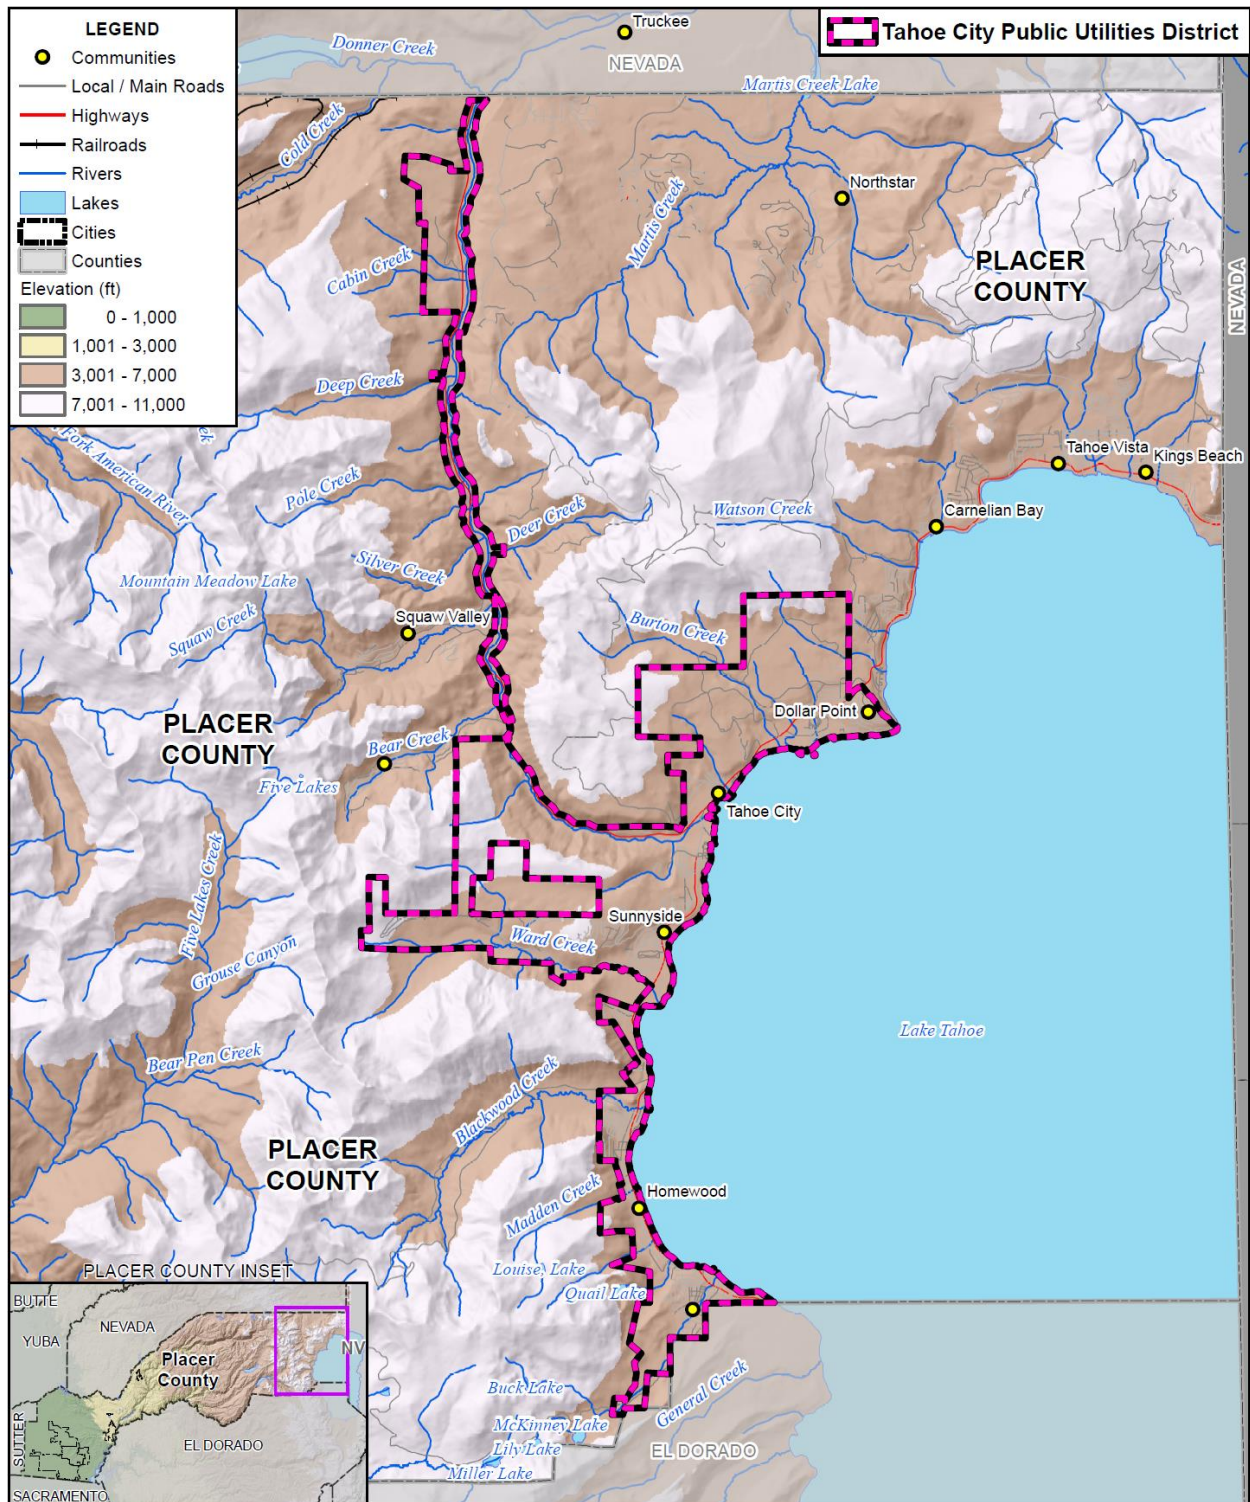 LEGEND
Communities
Local / Main Roads
Highways
Railroads
Rivers
Lakes
Cities
Counties
Elevation (ft)
0 - 1,000
1,001 - 3,000
3,001 - 7,000
7,001 - 11,000
Tahoe City Public Utilities District
Truckee
Donner Creek
NEVADA
Martis Creek Lake
Cold Creek
Northstar
Martis Creek
PLACER
COUNTY
NEVADA
Cabin Creek
Deep Creek
Creek
Fork American River
Pole Creek
Deer Creek
Watson Creek
Tahoe Vista
Kings Beach
Carnelian Bay
Silver Creek
Mountain Meadow Lake
Squaw Creek
Squaw Valley
Burton Creek
PLACER
COUNTY
Dollar Point
Bear Creek
Five Lakes
Tahoe City
Five Lakes Creek
Sunnyside
Ward Creek
Grouse Canyon
Lake Tahoe
Bear Pen Creek
Blackwood Creek
PLACER
COUNTY
Homewood
Madden Creek
Louise, Lake
Quail Lake
Buck Lake
General Creek
McKinney Lake
Lily Lake
Miller Lake
EL DORADO
PLACER COUNTY INSET
BUTTE
YUBA
NEVADA
NV
Placer
County
SUTTER
EL DORADO
SACRAMENTO